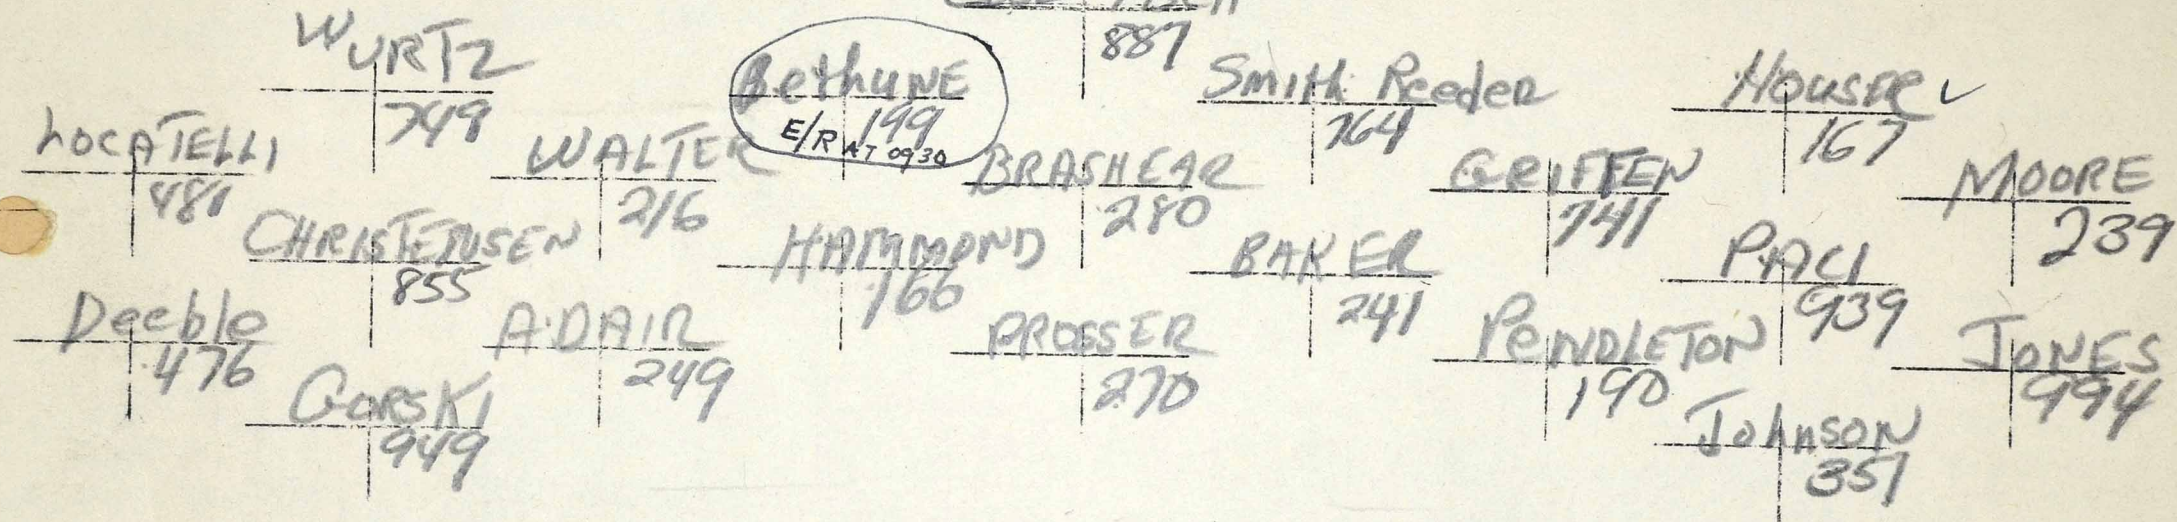 887
WURTZ
749
Bethune
199
E/R AT 0930
Smith Reeder
764
HOUSER ✓
167
LOCATELLI
481
WALTER
216
BRASHEAR
280
GRIFFEN
741
MOORE
239
CHRISTENSEN
855
HAMMOND
166
BAKER
241
PACI
939
Deeble
476
ADAIR
249
PROSSER
270
PENDLETON
190
JONES
994
GORSKI
949
Johnson
351